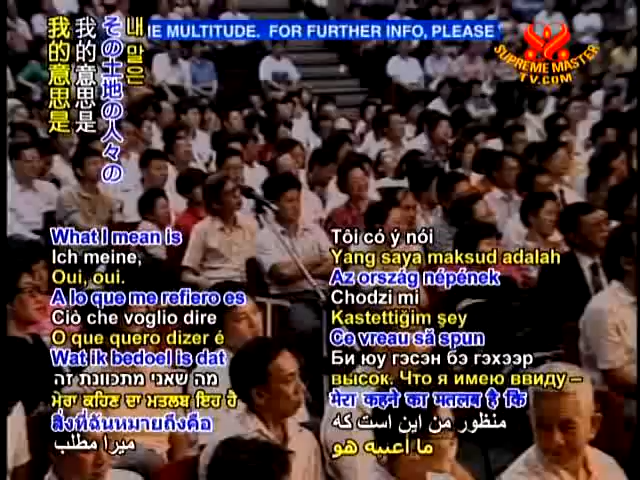 IE MULTITUDE. FOR FURTHER INFO, PLEASE
SUPREME MASTER
TV.COM
내 말은
その土地の人々の
我的意思是
我的意思是
What I mean is
Ich meine,
Oui, oui.
A lo que me refiero es
Ciò che voglio dire
O que quero dizer é
Wat ik bedoel is dat
מה שאני מתכוונת זה
ਮੇਰਾ ਕਹਿਣ ਦਾ ਮਤਲਬ ਇਹ ਹੈ
สิ่งที่ฉันหมายถึงคือ
میرا مطلب
Tôi có ý nói
Yang saya maksud adalah
Az ország népének
Chodzi mi
Kastettiğim şey
Ce vreau să spun
Би юу гэсэн бэ гэхээр
высок. Что я имею ввиду –
मेरा कहने का मतलब है कि
منظور من این است که
ما أعنيه هو